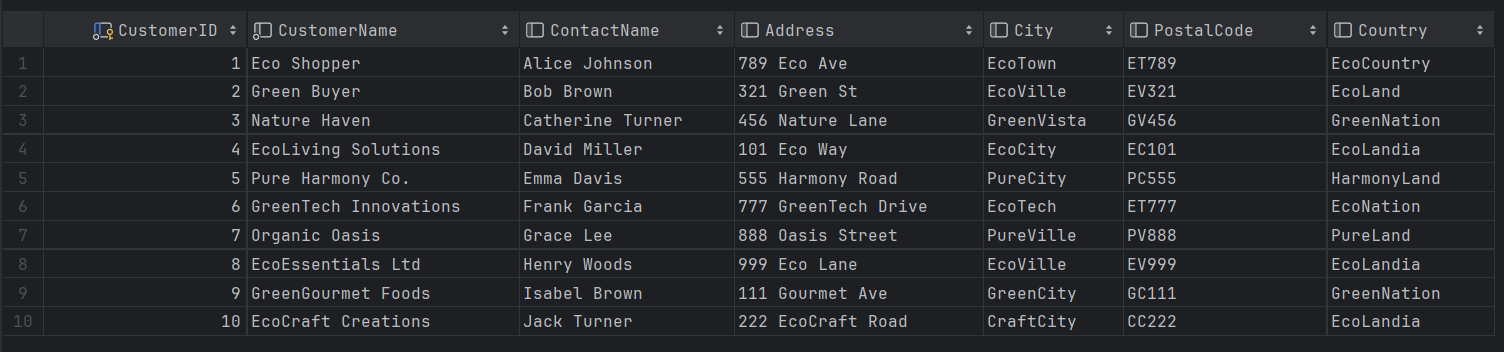 CustomerID CustomerName ContactName Address City PostalCode Country
1 1 Eco Shopper Alice Johnson 789 Eco Ave EcoTown ET789 EcoCountry
2 2 Green Buyer Bob Brown 321 Green St EcoVille EV321 EcoLand
3 3 Nature Haven Catherine Turner 456 Nature Lane GreenVista GV456 GreenNation
4 4 EcoLiving Solutions David Miller 101 Eco Way EcoCity EC101 EcoLandia
5 5 Pure Harmony Co. Emma Davis 555 Harmony Road PureCity PC555 HarmonyLand
6 6 GreenTech Innovations Frank Garcia 777 GreenTech Drive EcoTech ET777 EcoNation
7 7 Organic Oasis Grace Lee 888 Oasis Street PureVille PV888 PureLand
8 8 EcoEssentials Ltd Henry Woods 999 Eco Lane EcoVille EV999 EcoLandia
9 9 GreenGourmet Foods Isabel Brown 111 Gourmet Ave GreenCity GC111 GreenNation
10 10 EcoCraft Creations Jack Turner 222 EcoCraft Road CraftCity CC222 EcoLandia